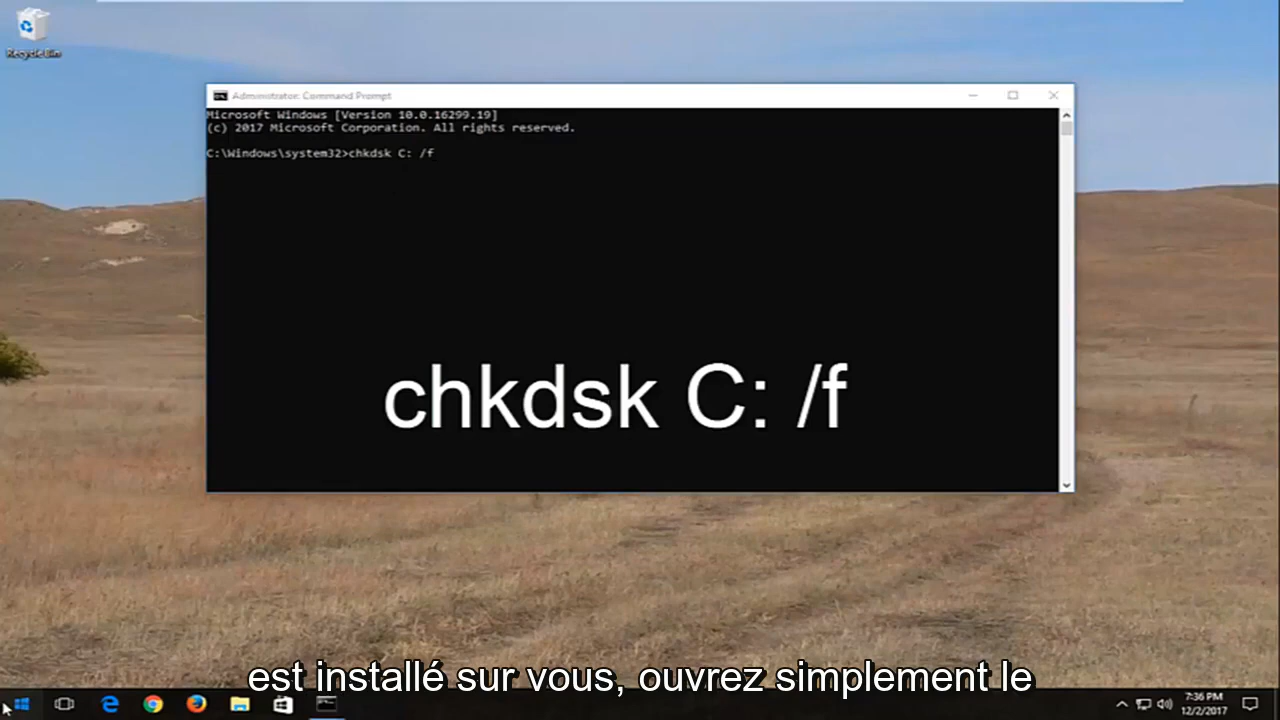 Recycle Bin
Administrator: Command Prompt
Microsoft Windows [Version 10.0.16299.19]
(c) 2017 Microsoft Corporation. All rights reserved.
C:\Windows\system32>chkdsk C: /f
chkdsk C: /f
est installé sur vous, ouvrez simplement le
7:36 PM
12/2/2017